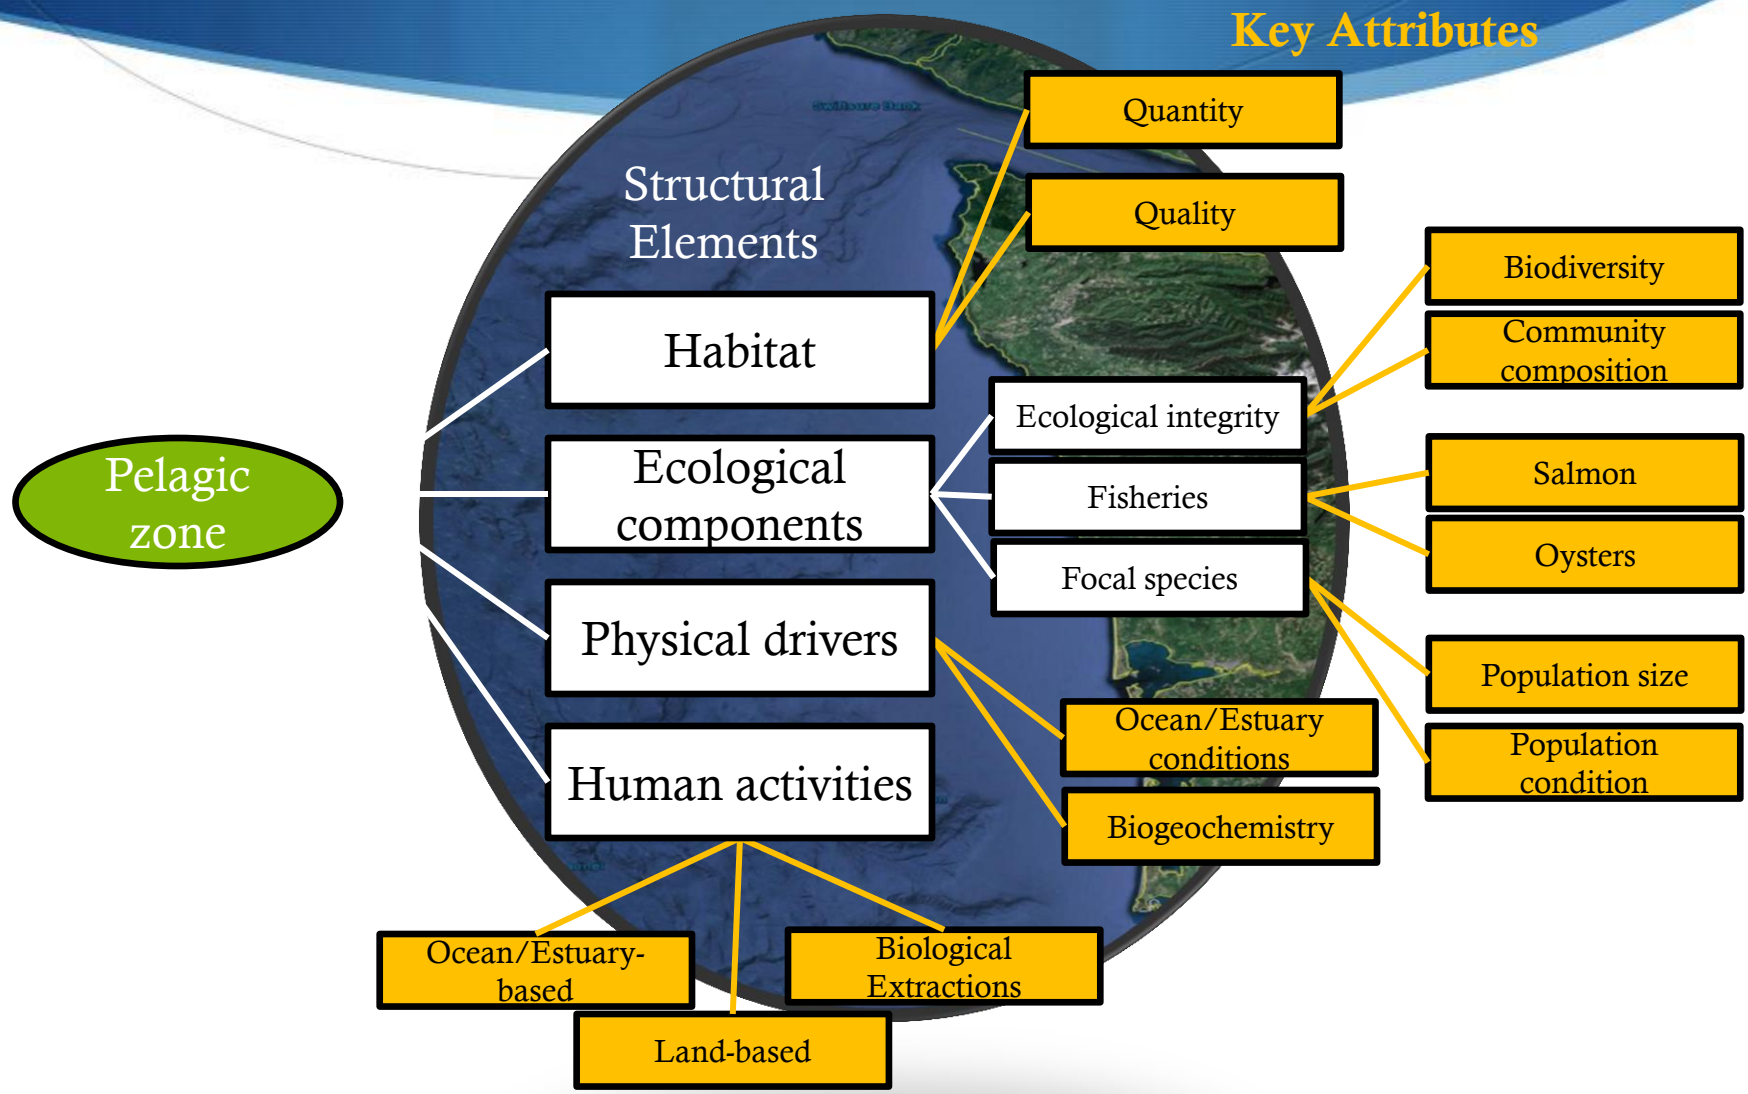 Key Attributes
Swiftsure Bank
Quantity
Structural
Elements
Quality
Biodiversity
Community
composition
Habitat
Ecological integrity
Ecological
components
Fisheries
Salmon
Pelagic
zone
Oysters
Focal species
Physical drivers
Population size
Ocean/Estuary
conditions
Population
condition
Human activities
Biogeochemistry
Ocean/Estuary-
based
Biological
Extractions
Land-based